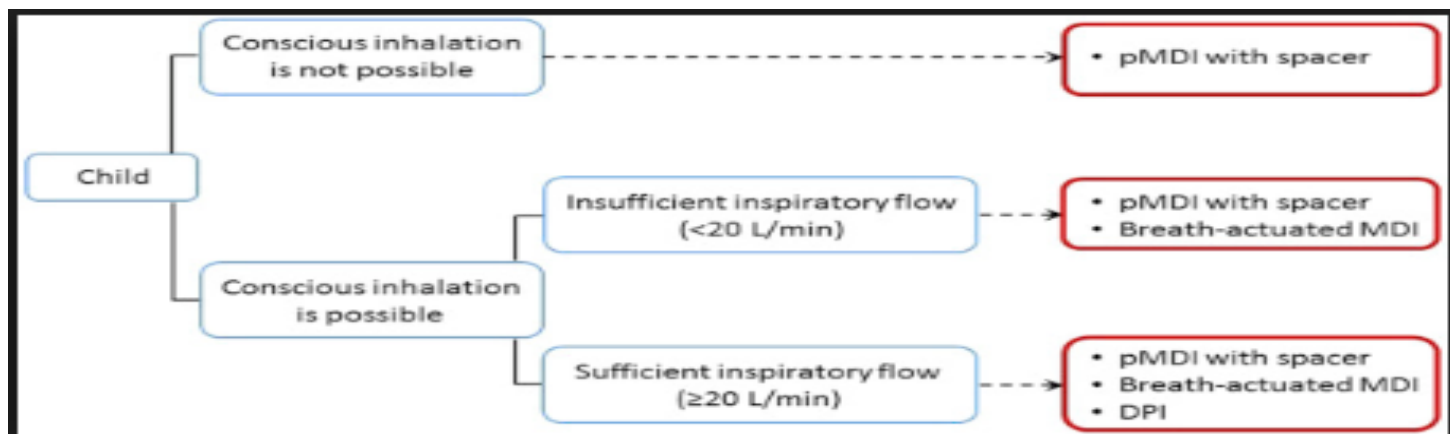 Conscious inhalation
is not possible
• pMDI with spacer
Child
Insufficient inspiratory flow
(<20 L/min)
• pMDI with spacer
• Breath-actuated MDI
Conscious inhalation
is possible
Sufficient inspiratory flow
(≥20 L/min)
• pMDI with spacer
• Breath-actuated MDI
• DPI